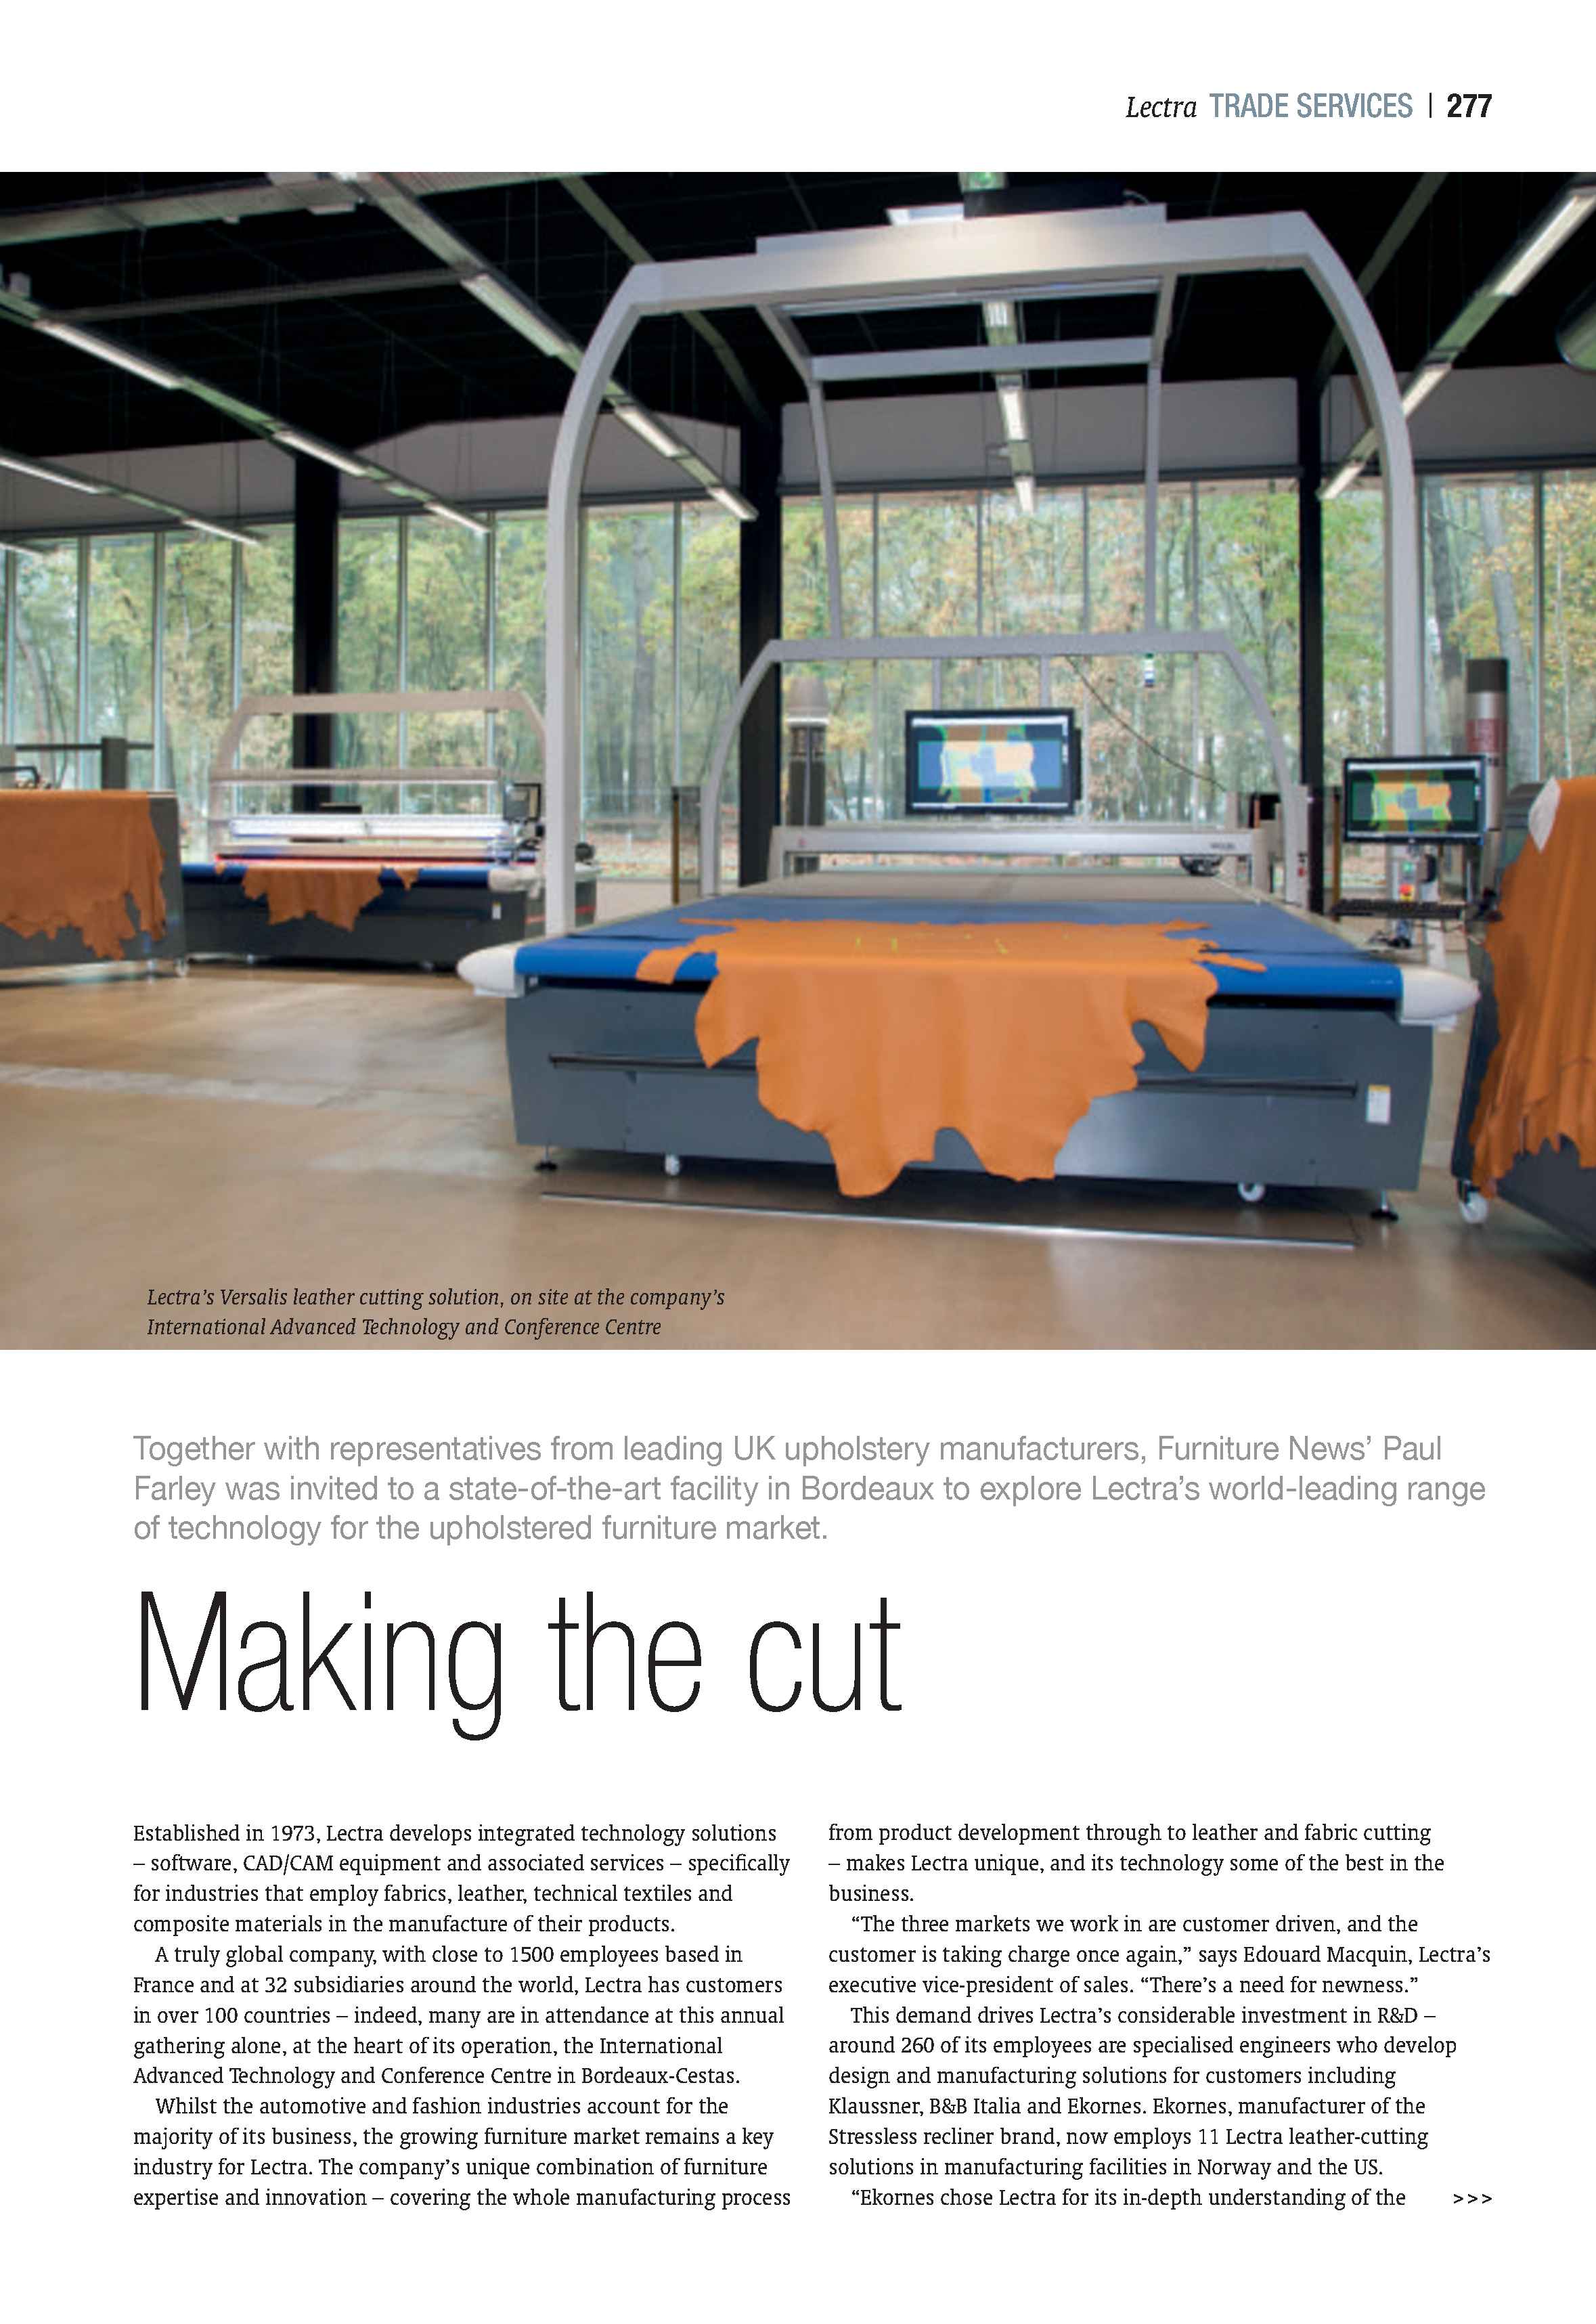 Lectra TRADE SERVICES | 277
Lectra’s Versalis leather cutting solution, on site at the company’s
International Advanced Technology and Conference Centre
Together with representatives from leading UK upholstery manufacturers, Furniture News’ Paul
Farley was invited to a state-of-the-art facility in Bordeaux to explore Lectra’s world-leading range
of technology for the upholstered furniture market.
Making the cut
Established in 1973, Lectra develops integrated technology solutions
– software, CAD/CAM equipment and associated services – specifically
for industries that employ fabrics, leather, technical textiles and
composite materials in the manufacture of their products.
A truly global company, with close to 1500 employees based in
France and at 32 subsidiaries around the world, Lectra has customers
in over 100 countries – indeed, many are in attendance at this annual
gathering alone, at the heart of its operation, the International
Advanced Technology and Conference Centre in Bordeaux-Cestas.
Whilst the automotive and fashion industries account for the
majority of its business, the growing furniture market remains a key
industry for Lectra. The company’s unique combination of furniture
expertise and innovation – covering the whole manufacturing process
from product development through to leather and fabric cutting
– makes Lectra unique, and its technology some of the best in the
business.
“The three markets we work in are customer driven, and the
customer is taking charge once again,” says Edouard Macquin, Lectra’s
executive vice-president of sales. “There’s a need for newness.”
This demand drives Lectra’s considerable investment in R&D –
around 260 of its employees are specialised engineers who develop
design and manufacturing solutions for customers including
Klaussner, B&B Italia and Ekornes. Ekornes, manufacturer of the
Stressless recliner brand, now employs 11 Lectra leather-cutting
solutions in manufacturing facilities in Norway and the US.
“Ekornes chose Lectra for its in-depth understanding of the >>>